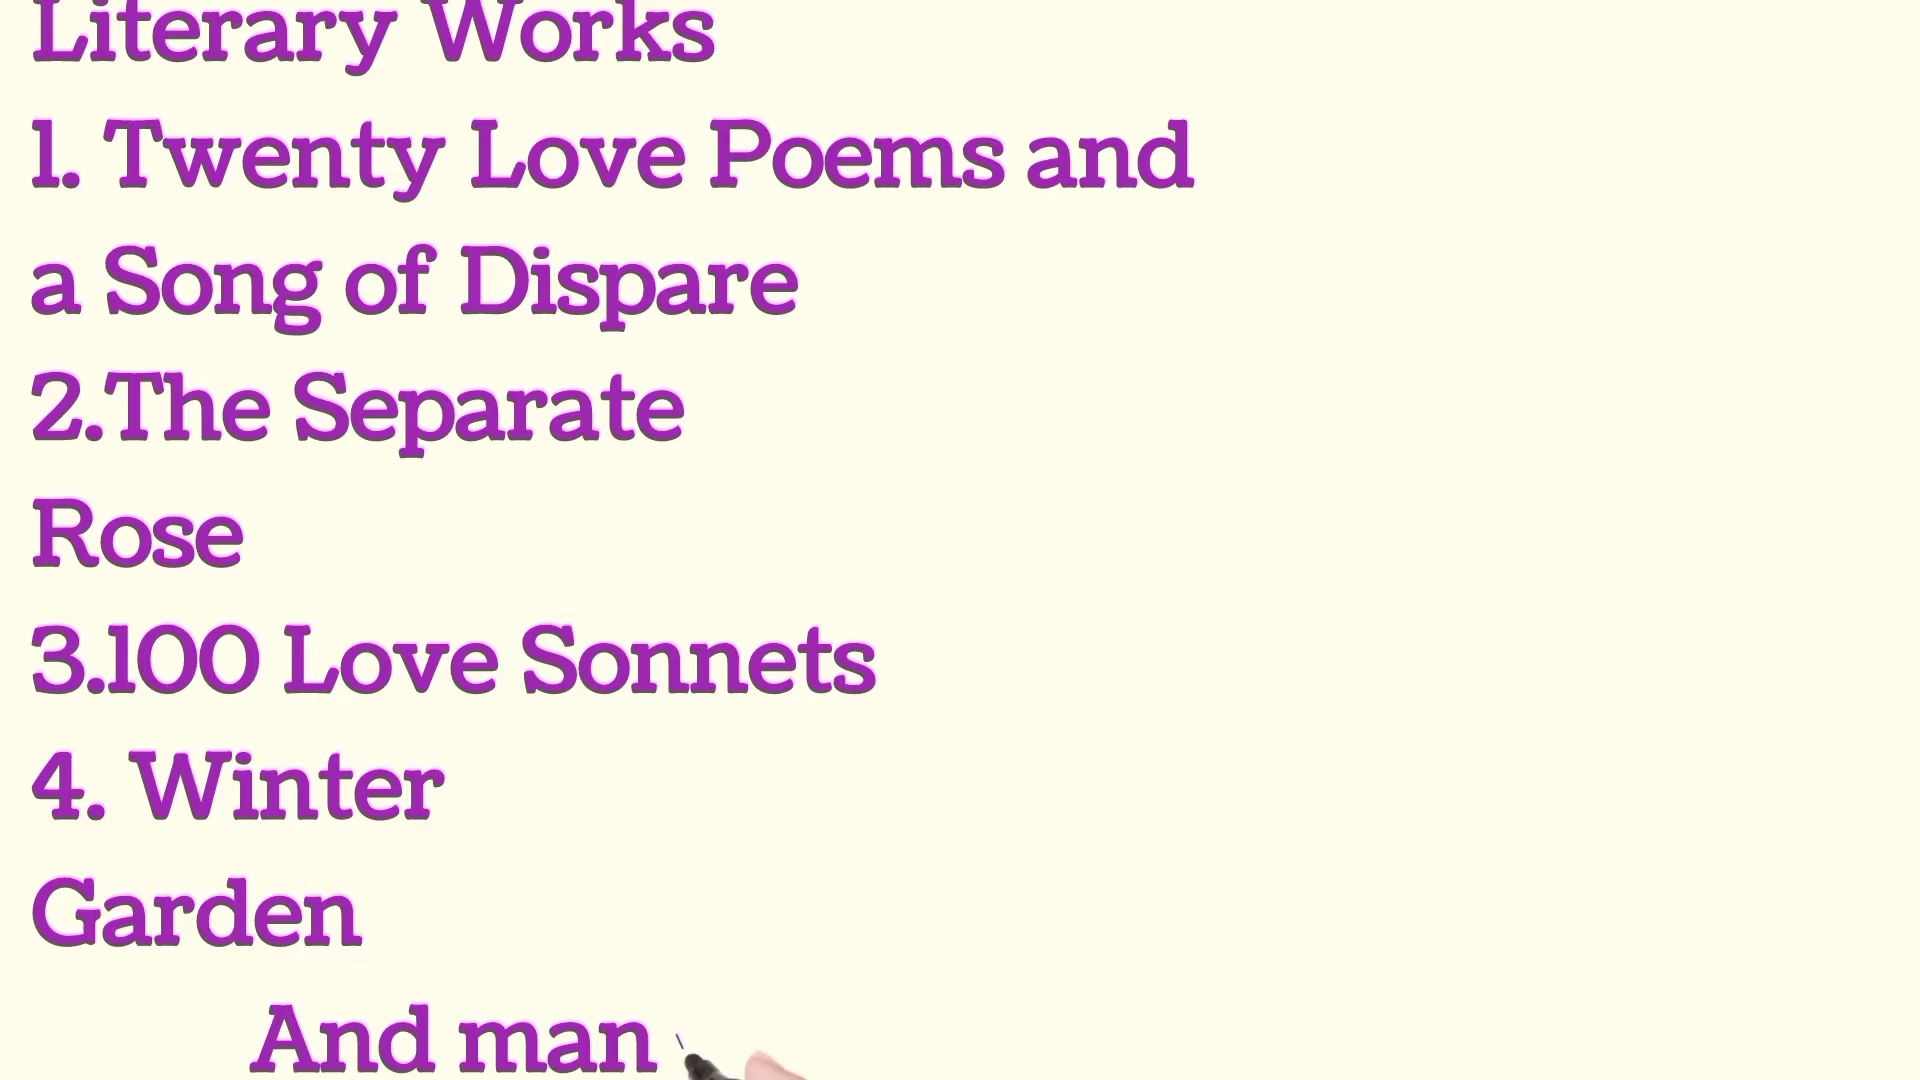 Literary Works
1. Twenty Love Poems and
a Song of Dispare
2.The Separate
Rose
3.100 Love Sonnets
4. Winter
Garden
And man